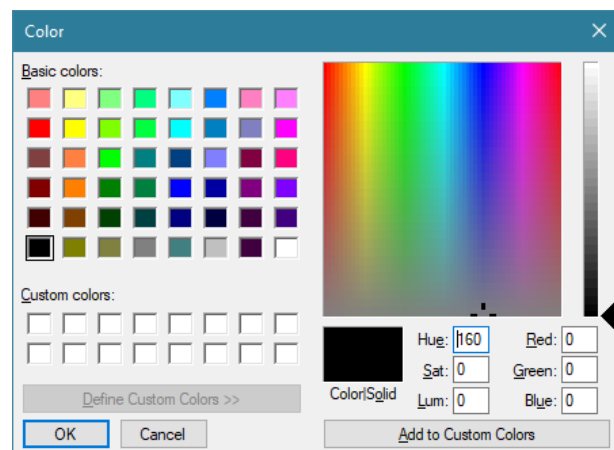 Color
Basic colors:
Custom colors:
Define Custom Colors >>
OK Cancel
Color|Solid
Hue: 160 Red: 0
Sat: 0 Green: 0
Lum: 0 Blue: 0
Add to Custom Colors